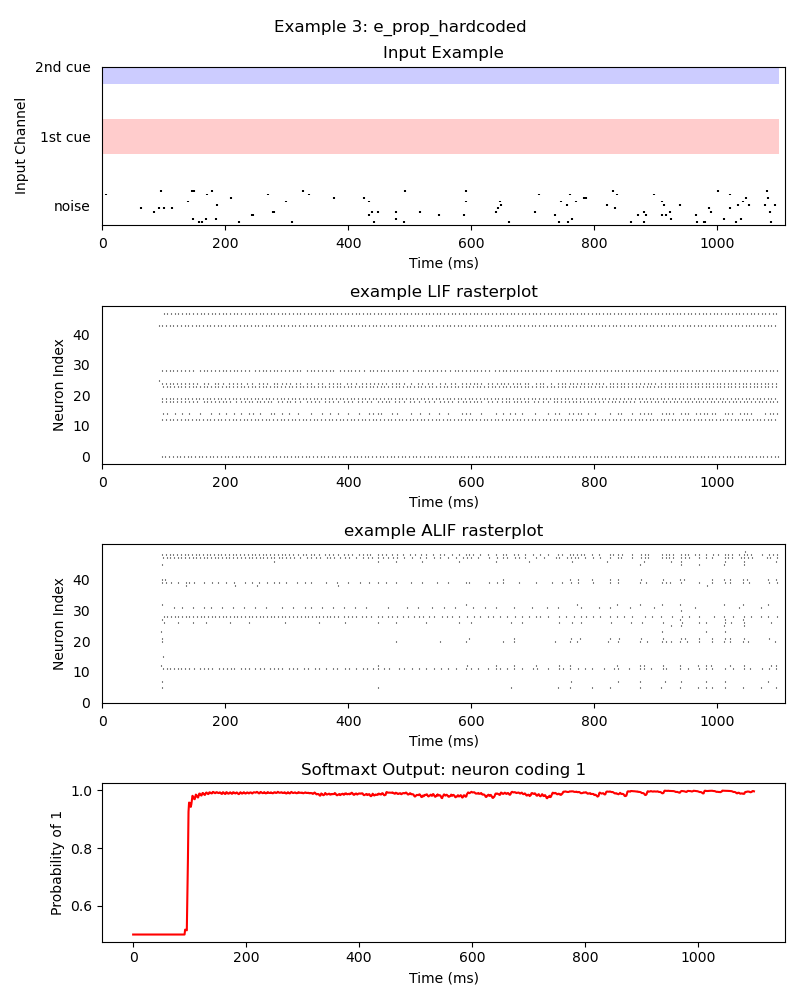 Example 3: e_prop_hardcoded
Input Example
Input Channel
2nd cue
1st cue
noise
0 200 400 600 800 1000
Time (ms)
example LIF rasterplot
Neuron Index
40
30
20
10
0
0 200 400 600 800 1000
Time (ms)
example ALIF rasterplot
Neuron Index
40
30
20
10
0
0 200 400 600 800 1000
Time (ms)
Softmaxt Output: neuron coding 1
Probability of 1
1.0
0.8
0.6
0 200 400 600 800 1000
Time (ms)